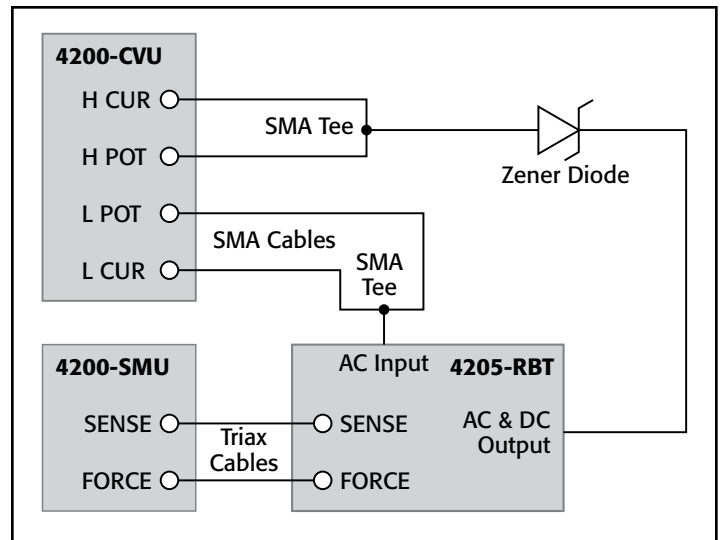 4200-CVU
H CUR
H POT
L POT
L CUR
SMA Tee
SMA Cables
SMA
Tee
Zener Diode
4200-SMU
SENSE
FORCE
Triax
Cables
AC Input
4205-RBT
SENSE
FORCE
AC & DC
Output